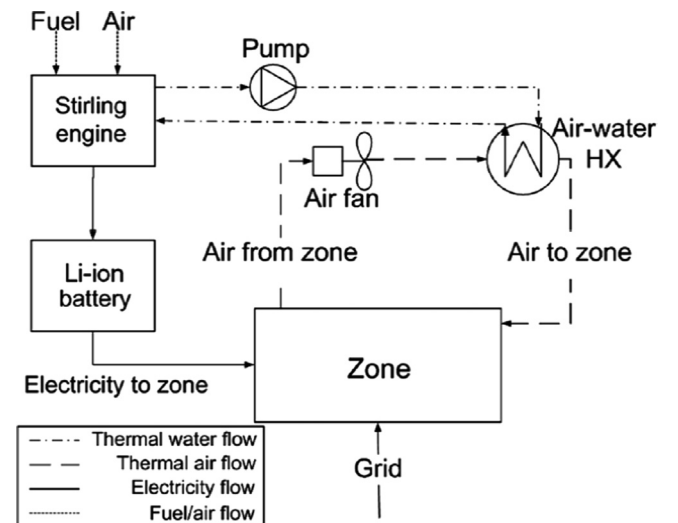 Fuel Air
Pump
Stirling
engine
Air-water
HX
Air fan
Air from zone
Air to zone
Li-ion
battery
Zone
Electricity to zone
Grid
Thermal water flow
Thermal air flow
Electricity flow
Fuel/air flow